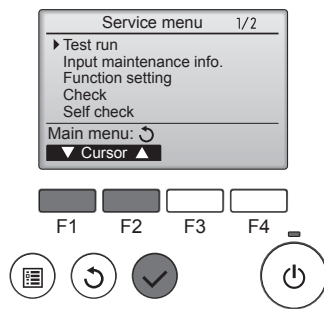 Service menu 1/2
Test run
Input maintenance info.
Function setting
Check
Self check
Main menu:
Cursor
F1 F2 F3 F4